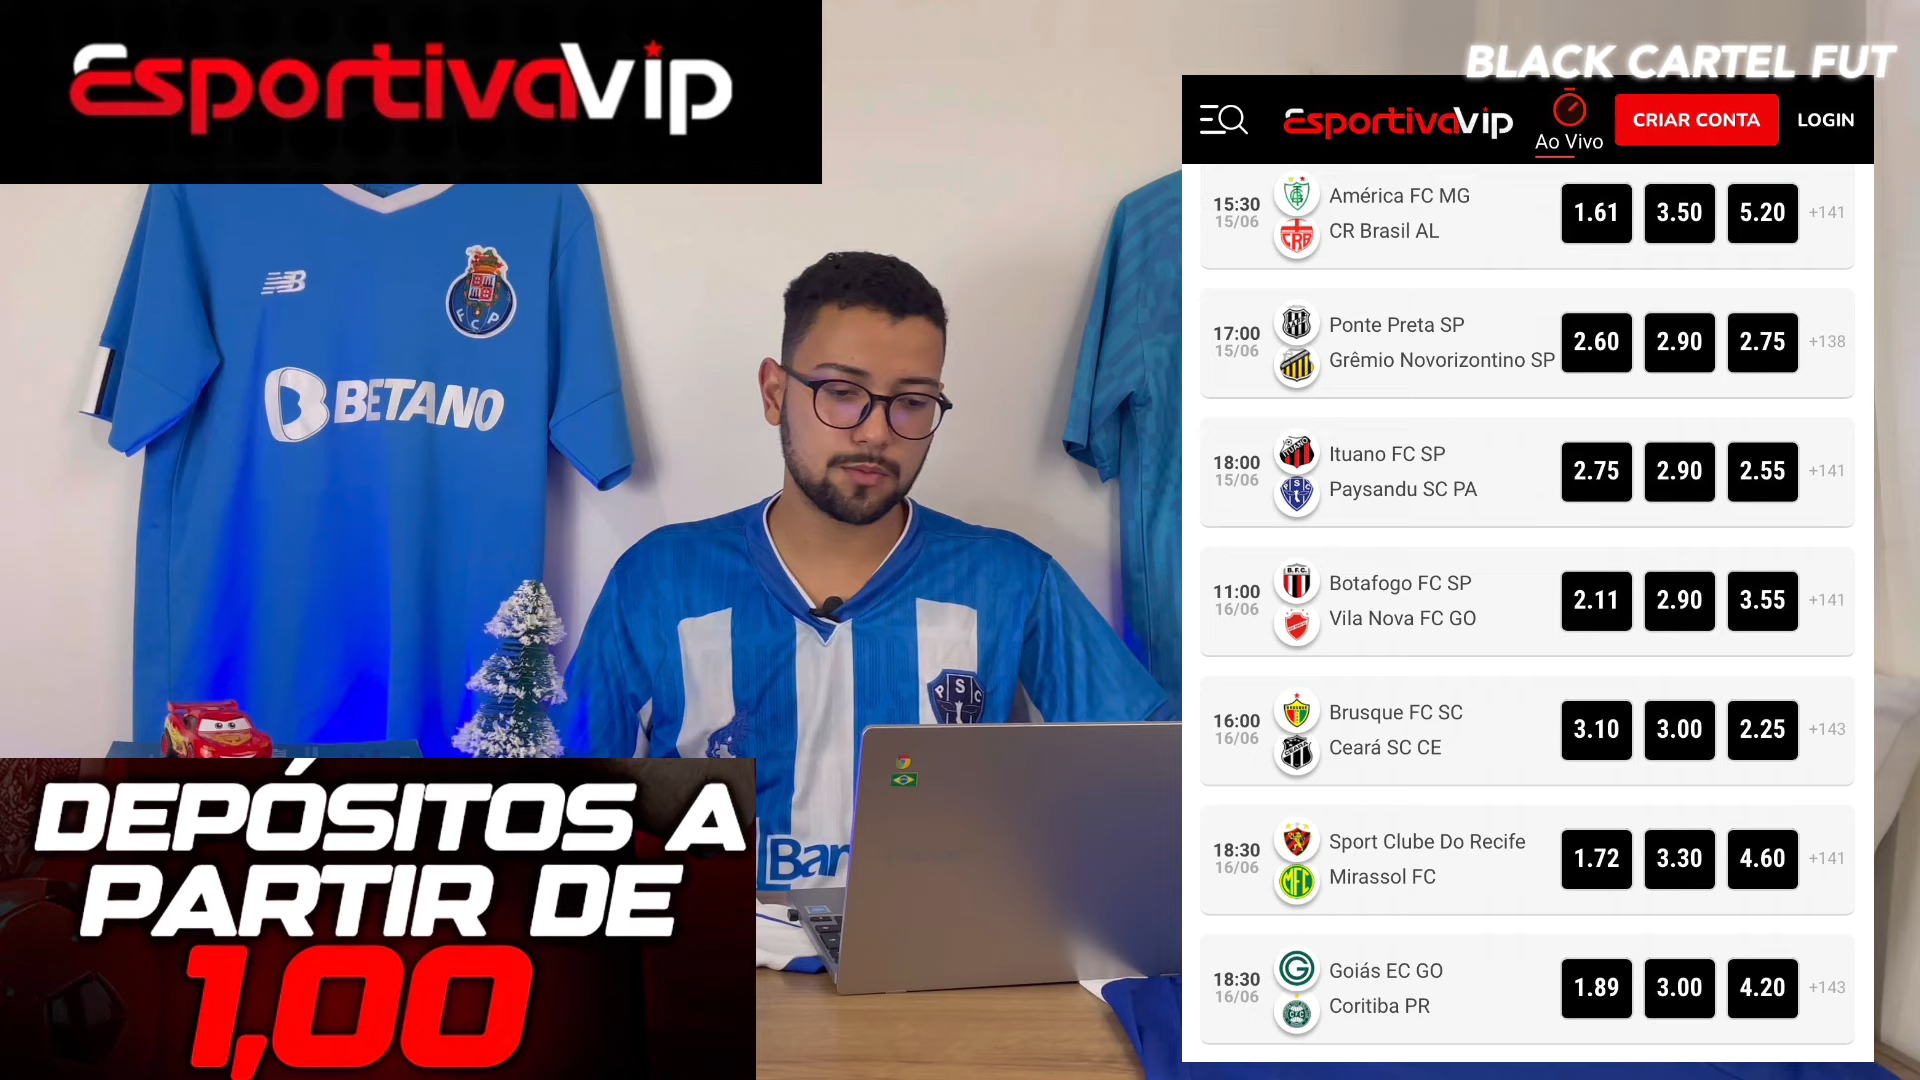 EsportivaVip
BLACK CARTEL FUT
EsportivaVip
Ao Vivo
CRIAR CONTA
LOGIN
15:30
15/06
América FC MG
CR Brasil AL
1.61
3.50
5.20
+141
17:00
15/06
Ponte Preta SP
Grêmio Novorizontino SP
2.60
2.90
2.75
+138
18:00
15/06
Ituano FC SP
Paysandu SC PA
2.75
2.90
2.55
+141
11:00
16/06
Botafogo FC SP
Vila Nova FC GO
2.11
2.90
3.55
+141
16:00
16/06
Brusque FC SC
Ceará SC CE
3.10
3.00
2.25
+143
18:30
16/06
Sport Clube Do Recife
Mirassol FC
1.72
3.30
4.60
+141
18:30
16/06
Goiás EC GO
Coritiba PR
1.89
3.00
4.20
+143
NB
FCP
BETANO
PSC
Ban
DEPÓSITOS A
PARTIR DE
1,00